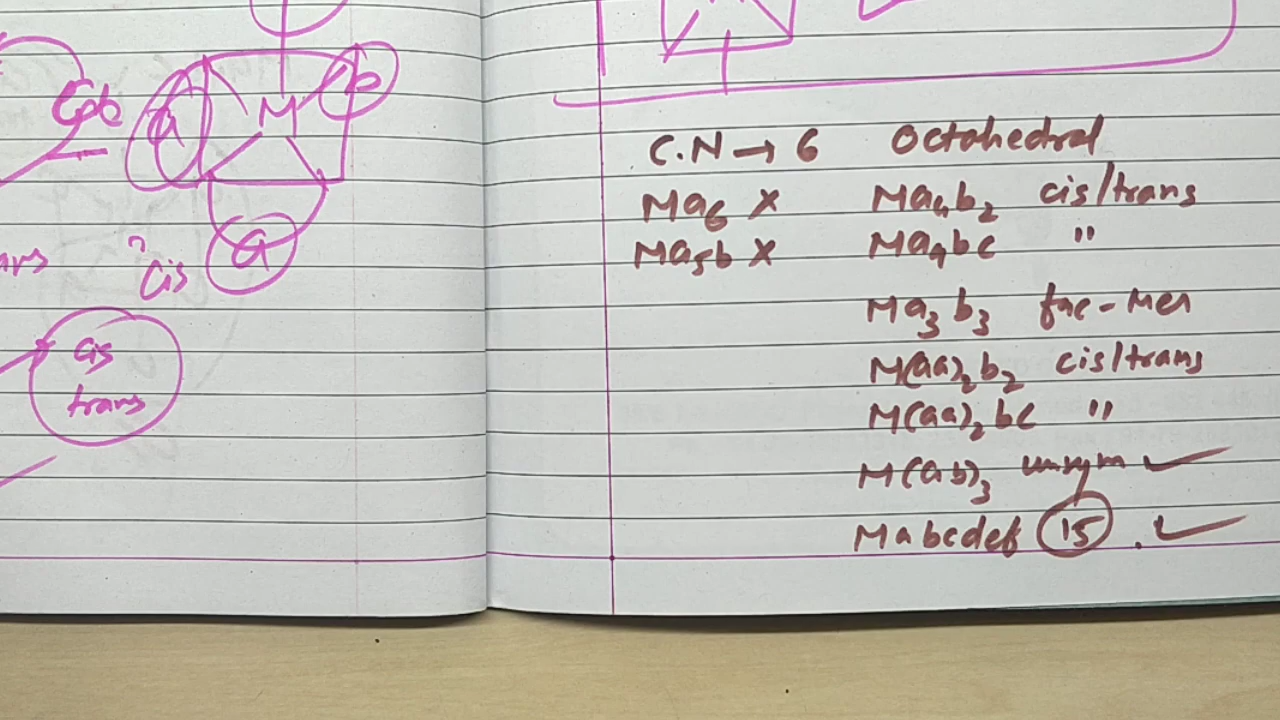 M
b
a
a
cis
cis
trans
C.N → 6 Octahedral
Ma₆ x Ma₄b₂ cis/trans
Ma₅b x Ma₄bc "
Ma₃b₃ fac-mer
M(aa)₂b₂ cis/trans
M(aa)₂bc "
M(ab)₃ unsym ✓
Mabcdef 15 . ✓